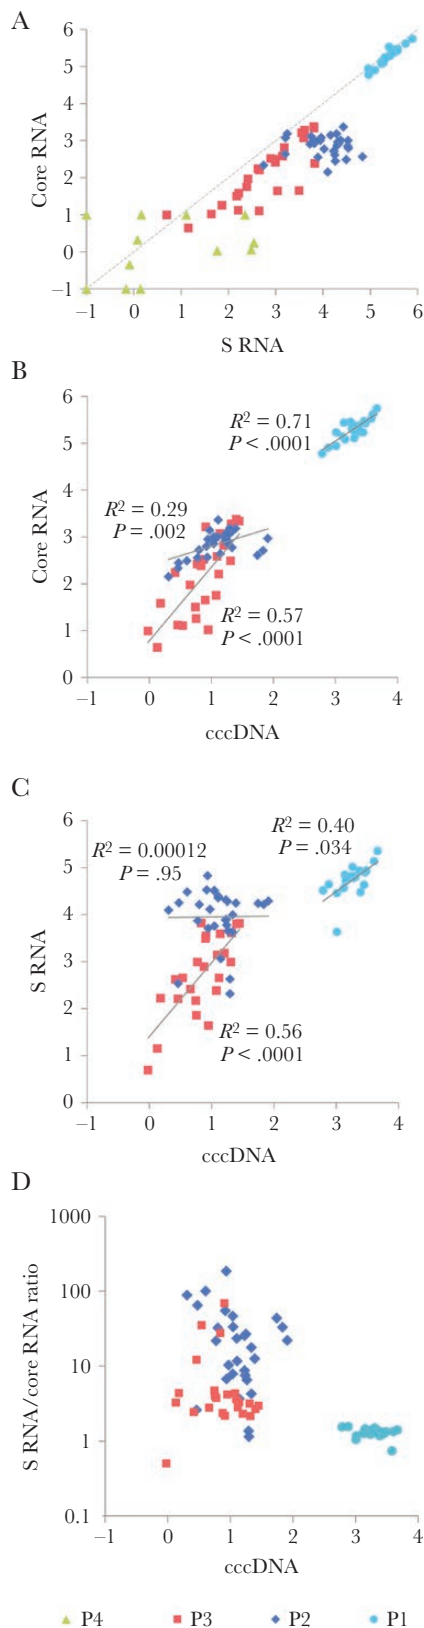 A
6
5
4
3
2
1
0
−1
Core RNA
−1 0 1 2 3 4 5 6
S RNA
B
6
5
4
3
2
1
0
Core RNA
R² = 0.71
P < .0001
R² = 0.29
P = .002
R² = 0.57
P < .0001
−1 0 1 2 3 4
cccDNA
C
6
5
4
3
2
1
0
S RNA
R² = 0.40
P = .034
R² = 0.00012
P = .95
R² = 0.56
P < .0001
−1 0 1 2 3 4
cccDNA
D
1000
100
10
1
0.1
S RNA/core RNA ratio
−1 0 1 2 3 4
cccDNA
P4 P3 P2 P1